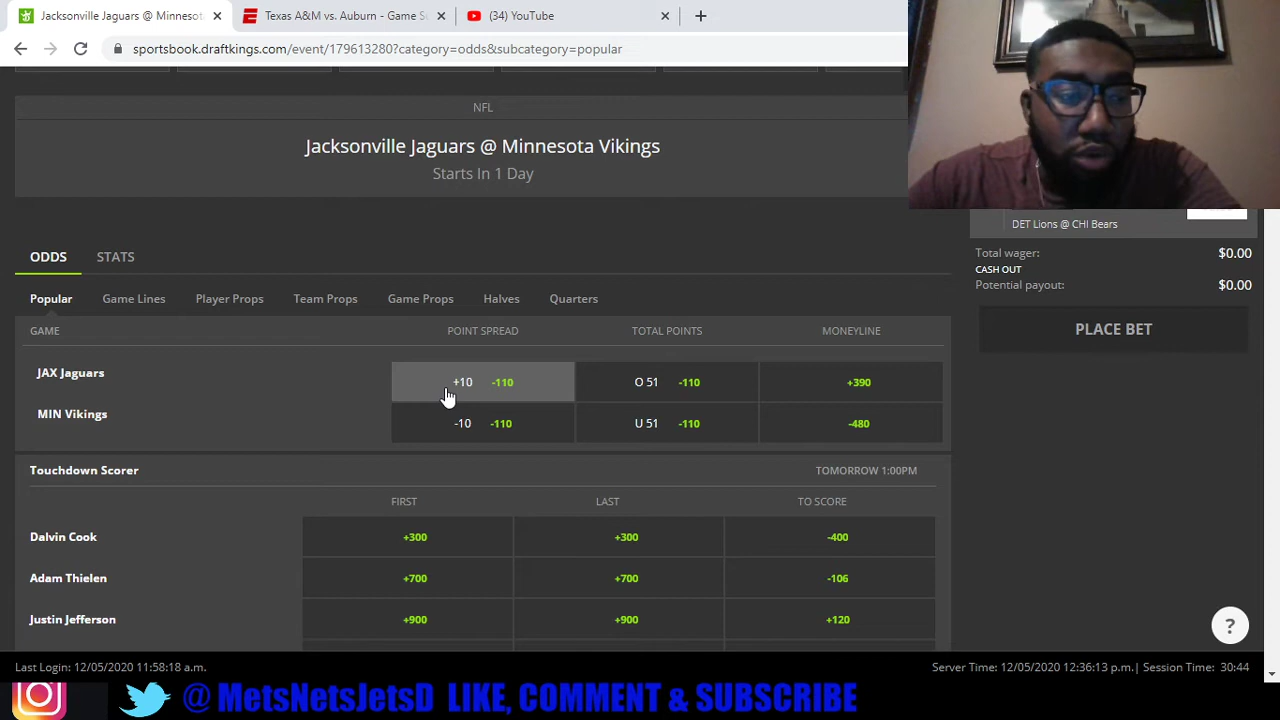 Jacksonville Jaguars @ Minnesot
Texas A&M vs. Auburn - Game S
(34) YouTube
sportsbook.draftkings.com/event/179613280?category=odds&subcategory=popular
NFL
Jacksonville Jaguars @ Minnesota Vikings
Starts In 1 Day
DET Lions @ CHI Bears
Total wager: $0.00
CASH OUT
Potential payout: $0.00
PLACE BET
ODDS STATS
Popular Game Lines Player Props Team Props Game Props Halves Quarters
GAME POINT SPREAD TOTAL POINTS MONEYLINE
JAX Jaguars +10 -110 O 51 -110 +390
MIN Vikings -10 -110 U 51 -110 -480
Touchdown Scorer TOMORROW 1:00PM
FIRST LAST TO SCORE
Dalvin Cook +300 +300 -400
Adam Thielen +700 +700 -106
Justin Jefferson +900 +900 +120
?
Last Login: 12/05/2020 11:58:18 a.m. Server Time: 12/05/2020 12:36:13 p.m. | Session Time: 30:44
@ MetsNetsJetsD LIKE, COMMENT & SUBSCRIBE